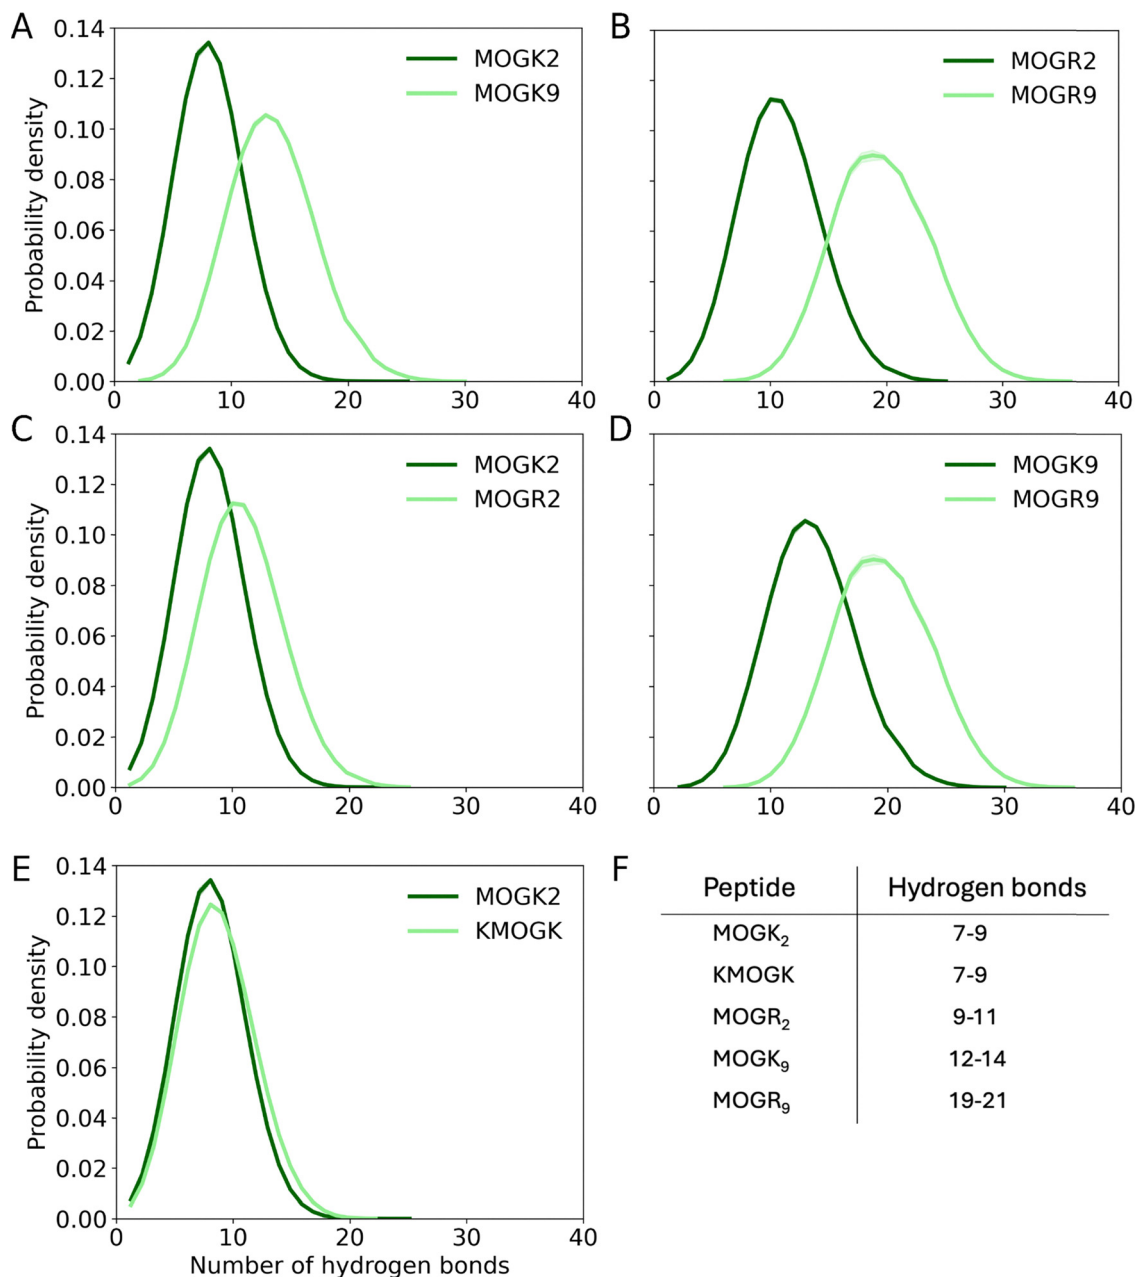 A
Probability density
0.14
0.12
0.10
0.08
0.06
0.04
0.02
0.00
0 10 20 30 40
MOGK2
MOGK9
B
MOGR2
MOGR9
0 10 20 30 40
C
Probability density
0.14
0.12
0.10
0.08
0.06
0.04
0.02
0.00
0 10 20 30 40
MOGK2
MOGR2
D
MOGK9
MOGR9
0 10 20 30 40
E
Probability density
0.14
0.12
0.10
0.08
0.06
0.04
0.02
0.00
0 10 20 30 40
Number of hydrogen bonds
MOGK2
KMOGK
F
Peptide Hydrogen bonds
MOGK₂ 7-9
KMOGK 7-9
MOGR₂ 9-11
MOGK₉ 12-14
MOGR₉ 19-21